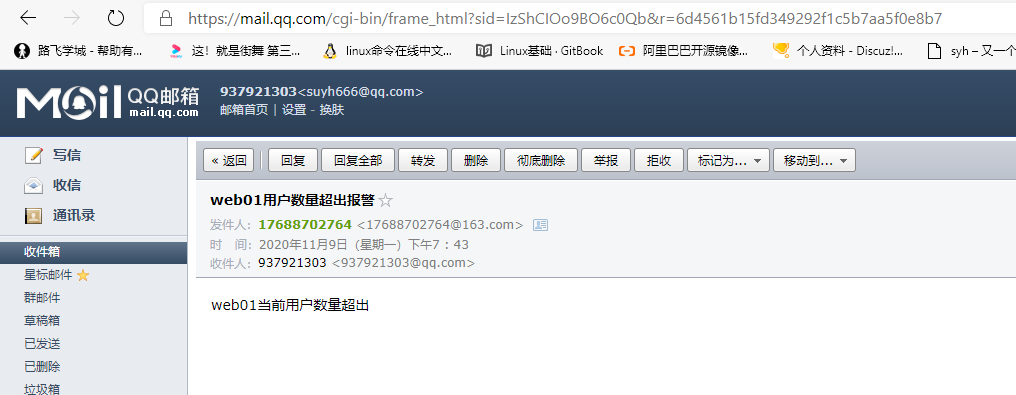 https://mail.qq.com/cgi-bin/frame_html?sid=IzShCIOo9BO6c0Qb&r=6d4561b15fd349292f1c5b7aa5f0e8b7
路飞学城 - 帮助有... 这！就是街舞 第三... linux命令在线中文... Linux基础 · GitBook 阿里巴巴开源镜像... 个人资料 - Discuz!... syh – 又一个
Mail QQ邮箱 mail.qq.com
937921303<suyh666@qq.com>
邮箱首页 | 设置 - 换肤
写信
收信
通讯录
收件箱
星标邮件
群邮件
草稿箱
已发送
已删除
垃圾箱
« 返回 回复 回复全部 转发 删除 彻底删除 举报 拒收 标记为... 移动到...
web01用户数量超出报警
发件人：17688702764 <17688702764@163.com>
时 间：2020年11月9日（星期一）下午7：43
收件人：937921303 <937921303@qq.com>
web01当前用户数量超出